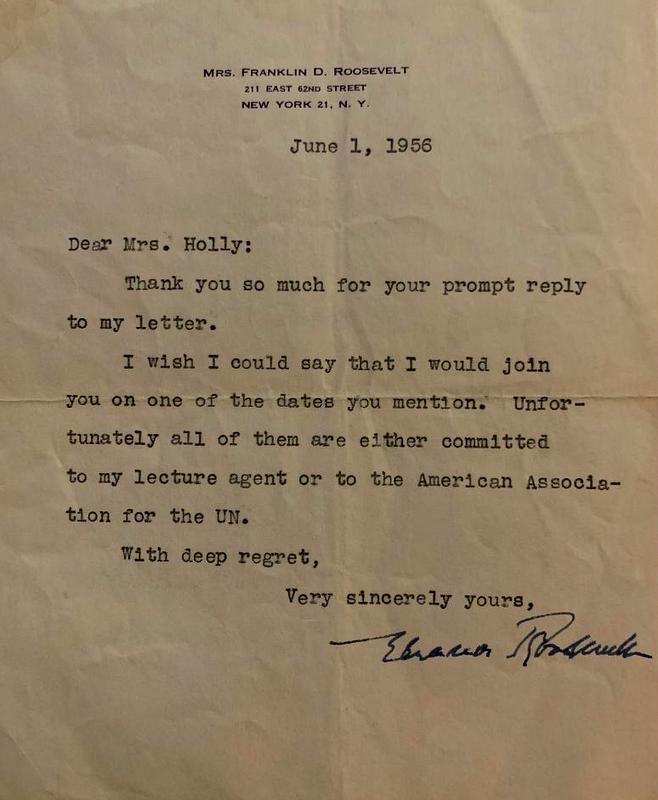 MRS. FRANKLIN D. ROOSEVELT
211 EAST 62ND STREET
NEW YORK 21, N. Y.
June 1, 1956
Dear Mrs. Holly:
Thank you so much for your prompt reply
to my letter.
I wish I could say that I would join
you on one of the dates you mention. Unfor-
tunately all of them are either committed
to my lecture agent or to the American Associa-
tion for the UN.
With deep regret,
Very sincerely yours,
Eleanor Roosevelt